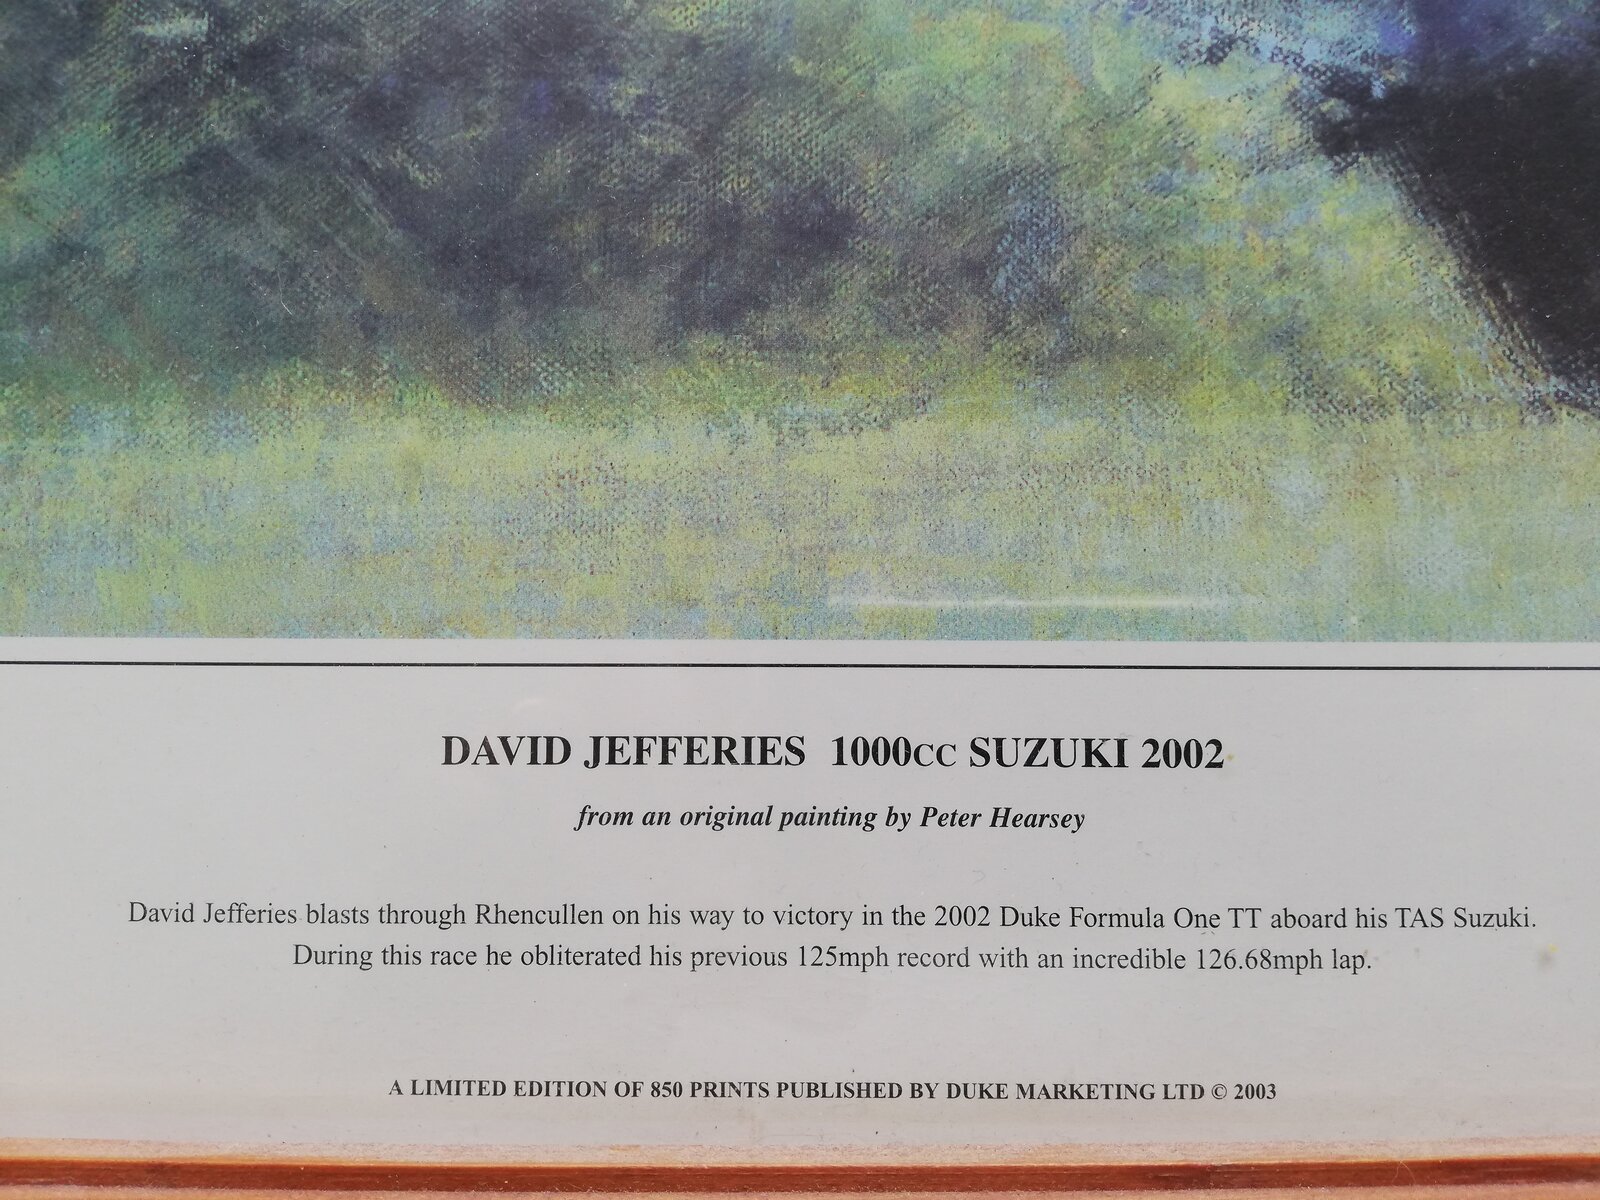 DAVID JEFFERIES 1000CC SUZUKI 2002
from an original painting by Peter Hearsey
David Jefferies blasts through Rhencullen on his way to victory in the 2002 Duke Formula One TT aboard his TAS Suzuki.
During this race he obliterated his previous 125mph record with an incredible 126.68mph lap.
A LIMITED EDITION OF 850 PRINTS PUBLISHED BY DUKE MARKETING LTD © 2003